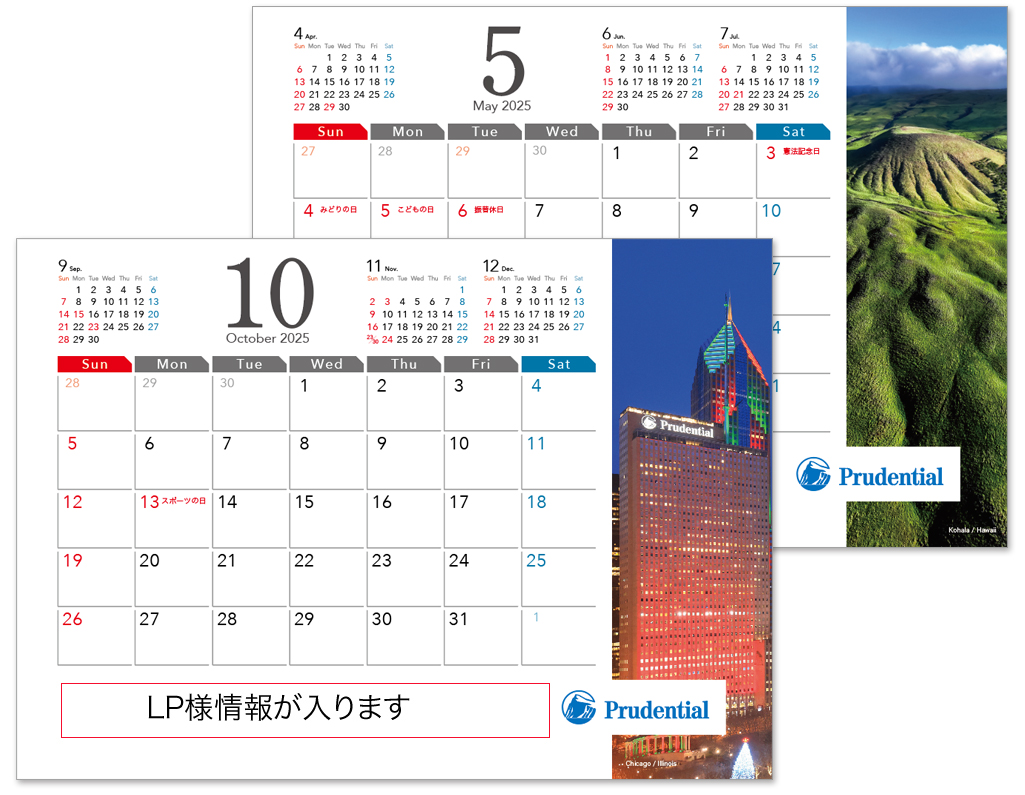 4 Apr.
Sun Mon Tue Wed Thu Fri Sat
1 2 3 4 5
6 7 8 9 10 11 12
13 14 15 16 17 18 19
20 21 22 23 24 25 26
27 28 29 30
5
May 2025
6 Jun.
Sun Mon Tue Wed Thu Fri Sat
1 2 3 4 5 6 7
8 9 10 11 12 13 14
15 16 17 18 19 20 21
22 23 24 25 26 27 28
29 30
7 Jul.
Sun Mon Tue Wed Thu Fri Sat
1 2 3 4 5
6 7 8 9 10 11 12
13 14 15 16 17 18 19
20 21 22 23 24 25 26
27 28 29 30 31
Sun Mon Tue Wed Thu Fri Sat
27 28 29 30 1 2 3 憲法記念日
4 みどりの日 5 こどもの日 6 振替休日 7 8 9 10
7
4
1
Prudential
Kohala / Hawaii
9 Sep.
Sun Mon Tue Wed Thu Fri Sat
1 2 3 4 5 6
7 8 9 10 11 12 13
14 15 16 17 18 19 20
21 22 23 24 25 26 27
28 29 30
10
October 2025
11 Nov.
Sun Mon Tue Wed Thu Fri Sat
1
2 3 4 5 6 7 8
9 10 11 12 13 14 15
16 17 18 19 20 21 22
23/30 24 25 26 27 28 29
12 Dec.
Sun Mon Tue Wed Thu Fri Sat
1 2 3 4 5 6
7 8 9 10 11 12 13
14 15 16 17 18 19 20
21 22 23 24 25 26 27
28 29 30 31
Sun Mon Tue Wed Thu Fri Sat
28 29 30 1 2 3 4
5 6 7 8 9 10 11
12 13 スポーツの日 14 15 16 17 18
19 20 21 22 23 24 25
26 27 28 29 30 31 1
Prudential
LP様情報が入ります
Prudential
Chicago / Illinois